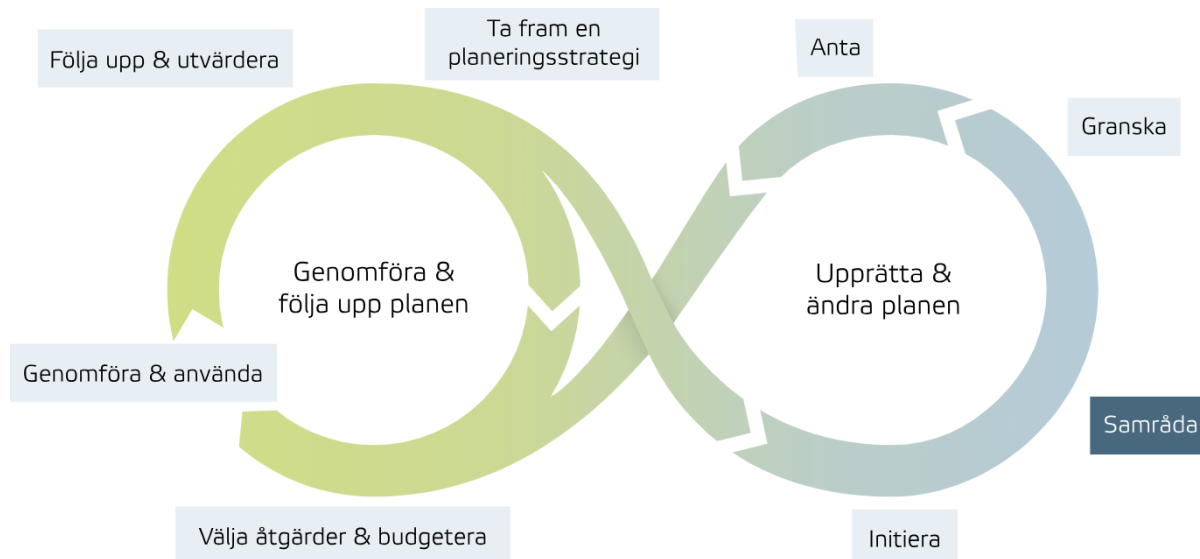 Följa upp & utvärdera
Ta fram en
planeringsstrategi
Anta
Granska
Genomföra &
följa upp planen
Upprätta &
ändra planen
Genomföra & använda
Samråda
Välja åtgärder & budgetera
Initiera